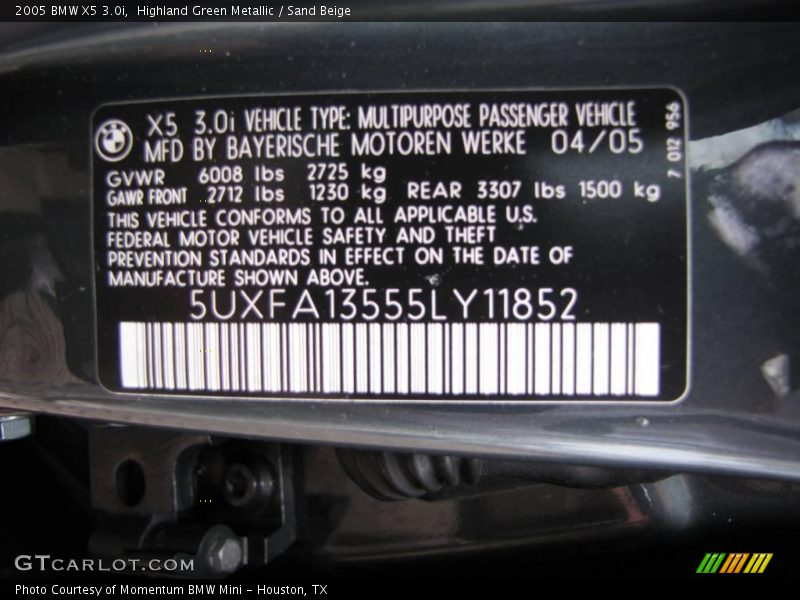 2005 BMW X5 3.0i,  Highland Green Metallic / Sand Beige
X5 3.0i VEHICLE TYPE: MULTIPURPOSE PASSENGER VEHICLE
MFD BY BAYERISCHE MOTOREN WERKE 04/05
7 012 956
GVWR 6008 lbs 2725 kg
GAWR FRONT 2712 lbs 1230 kg REAR 3307 lbs 1500 kg
THIS VEHICLE CONFORMS TO ALL APPLICABLE U.S.
FEDERAL MOTOR VEHICLE SAFETY AND THEFT
PREVENTION STANDARDS IN EFFECT ON THE DATE OF
MANUFACTURE SHOWN ABOVE.
5UXFA13555LY11852
GTCARLOT.COM
Photo Courtesy of Momentum BMW Mini - Houston, TX